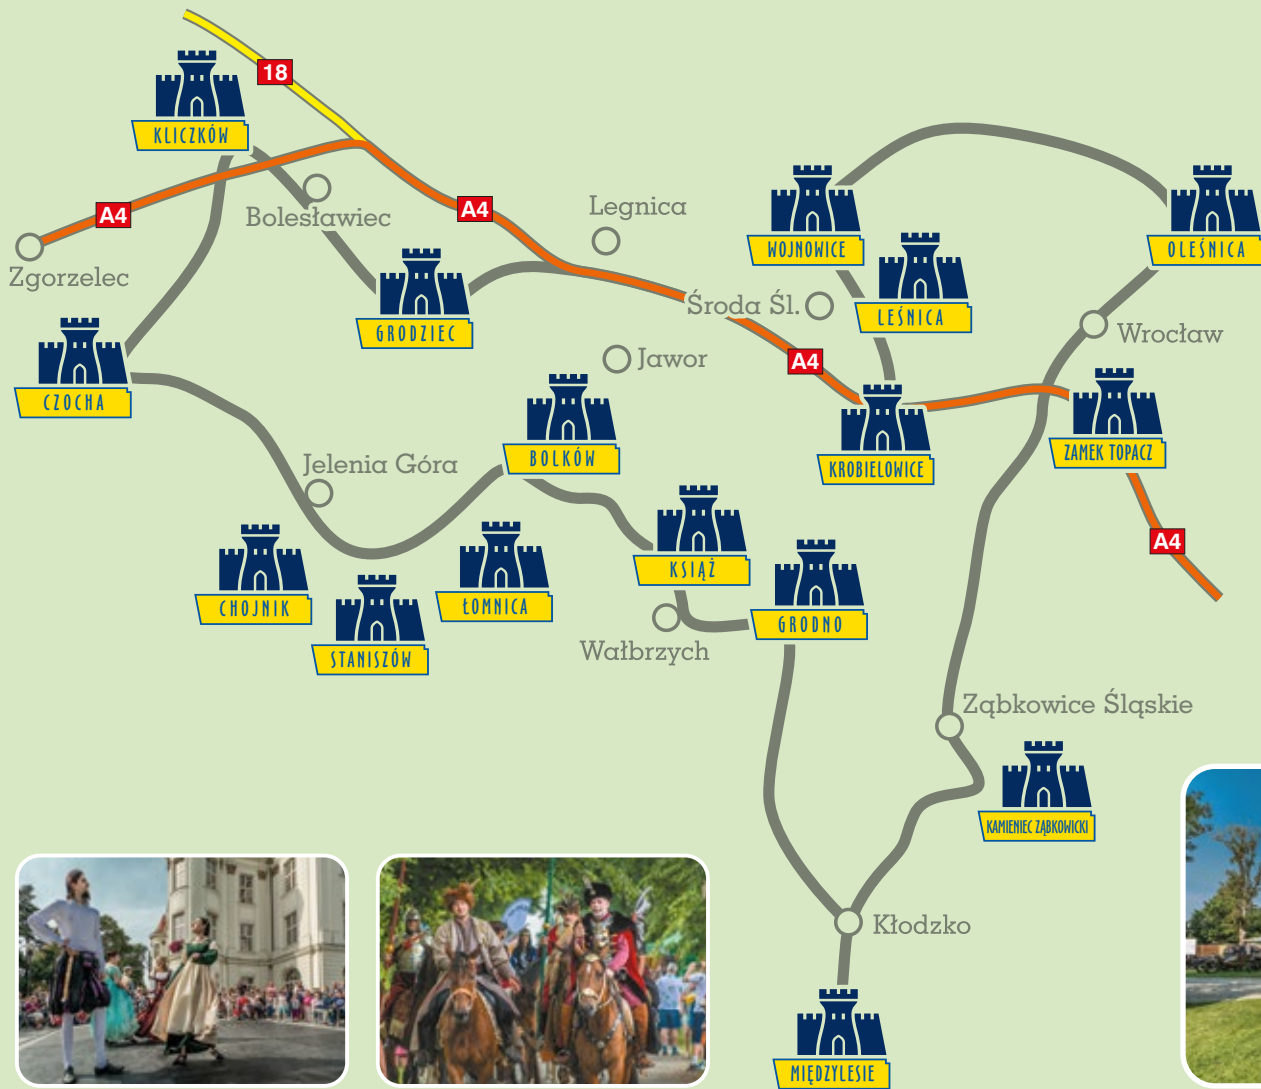 18
KLICZKÓW
A4
A4
Legnica
Bolesławiec
WOJNOWICE
OLEŚNICA
Zgorzelec
Środa Śl.
LEŚNICA
GRODZIEC
Wrocław
Jawor
A4
CZOCHA
Jelenia Góra
BOLKÓW
KROBIELOWICE
ZAMEK TOPACZ
A4
KSIĄŻ
CHOJNIK
ŁOMNICA
GRODNO
Wałbrzych
STANISZÓW
Ząbkowice Śląskie
KAMIENIEC ZĄBKOWICKI
Kłodzko
MIĘDZYLESIE